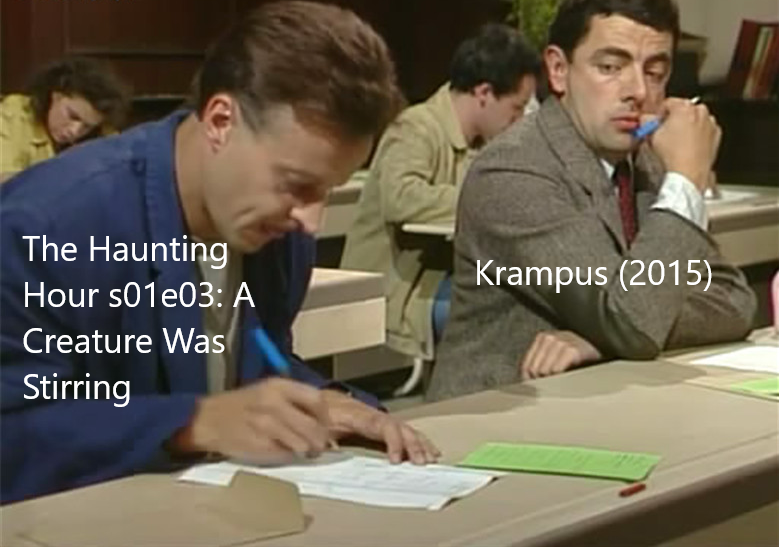 The Haunting
Hour s01e03: A
Creature Was
Stirring
Krampus (2015)